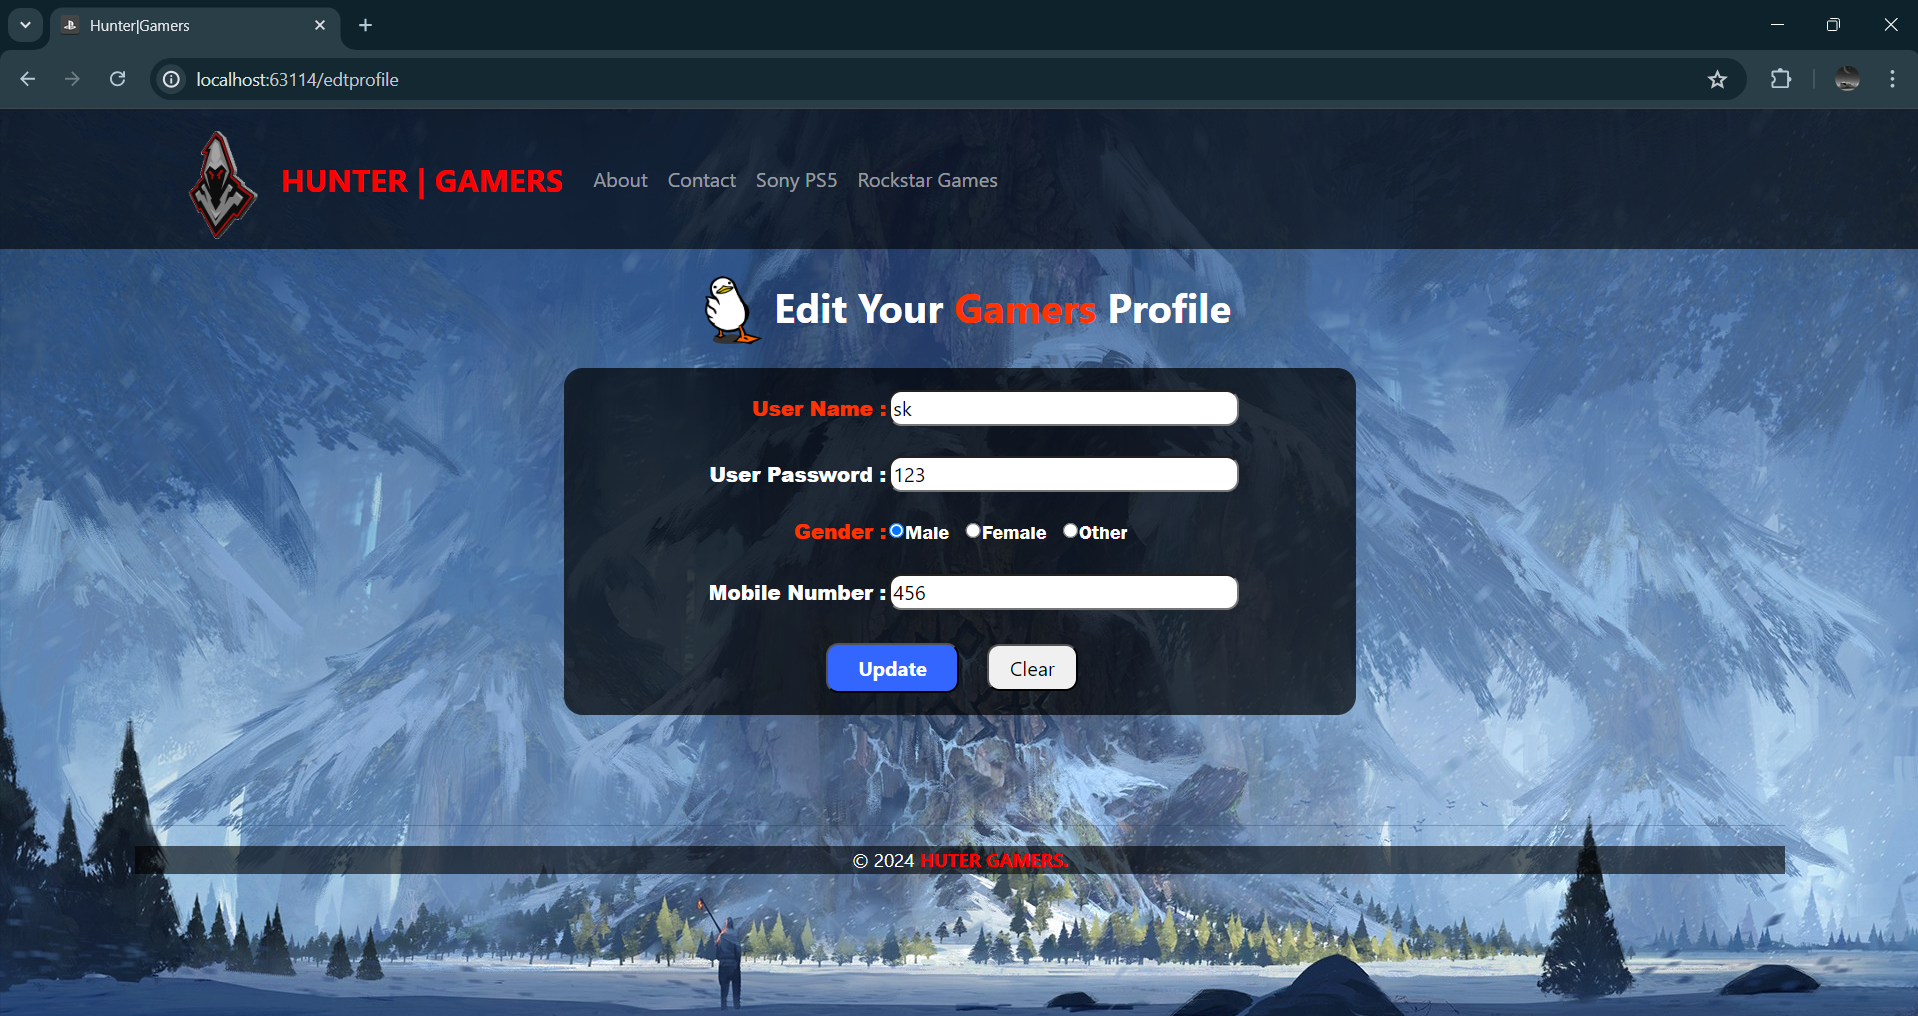 Hunter|Gamers
localhost:63114/edtprofile
HUNTER | GAMERS About Contact Sony PS5 Rockstar Games
Edit Your Gamers Profile
User Name : sk
User Password : 123
Gender : Male Female Other
Mobile Number : 456
Update Clear
© 2024 HUTER GAMERS.